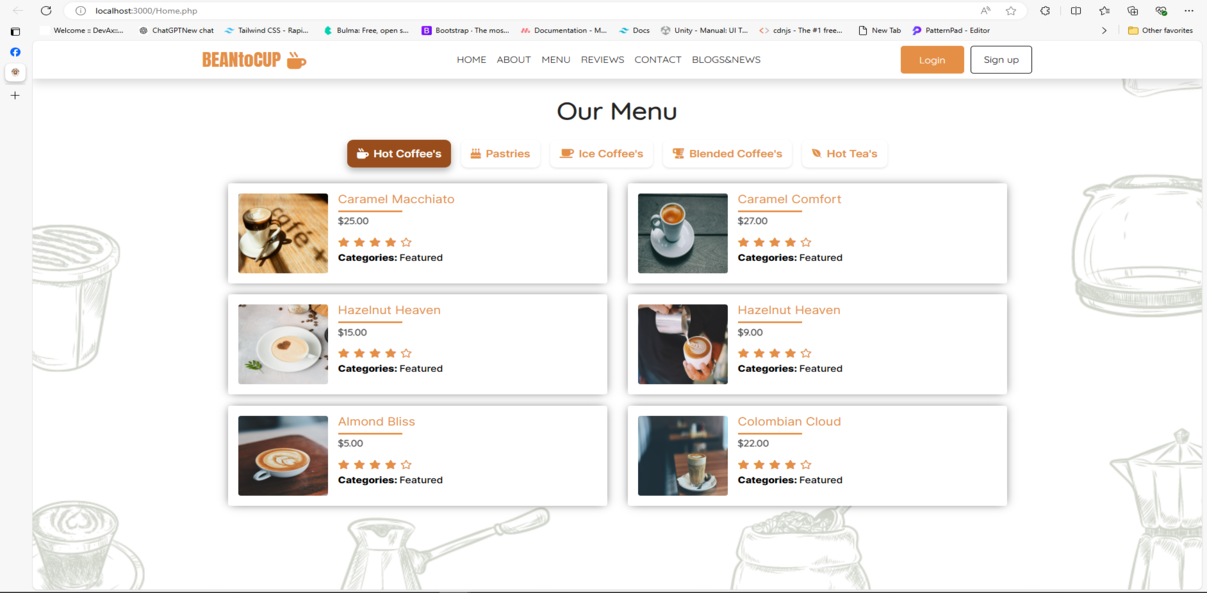 localhost:3000/Home.php
Welcome :: DevAx:... ChatGPTNew chat Tailwind CSS - Rapi... Bulma: Free, open s... Bootstrap · The mos... Documentation - M... Docs Unity - Manual: UI T... cdnjs - The #1 free... New Tab PatternPad - Editor Other favorites
BEANtoCUP HOME ABOUT MENU REVIEWS CONTACT BLOGS&NEWS Login Sign up
Our Menu
Hot Coffee's Pastries Ice Coffee's Blended Coffee's Hot Tea's
Caramel Macchiato
$25.00
Categories: Featured
Caramel Comfort
$27.00
Categories: Featured
Hazelnut Heaven
$15.00
Categories: Featured
Hazelnut Heaven
$9.00
Categories: Featured
Almond Bliss
$5.00
Categories: Featured
Colombian Cloud
$22.00
Categories: Featured